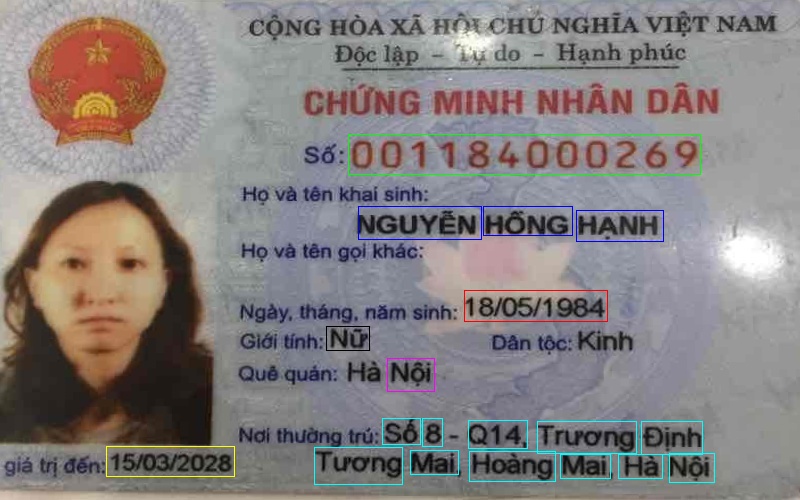 CỘNG HÒA XÃ HỘI CHỦ NGHĨA VIỆT NAM
Độc lập - Tự do - Hạnh phúc
CHỨNG MINH NHÂN DÂN
Số: 001184000269
Họ và tên khai sinh:
NGUYỄN HỒNG HẠNH
Họ và tên gọi khác:
Ngày, tháng, năm sinh: 18/05/1984
Giới tính: Nữ Dân tộc: Kinh
Quê quán: Hà Nội
Nơi thường trú: Số 8 - Q14, Trương Định
Tương Mai, Hoàng Mai, Hà Nội
giá trị đến: 15/03/2028